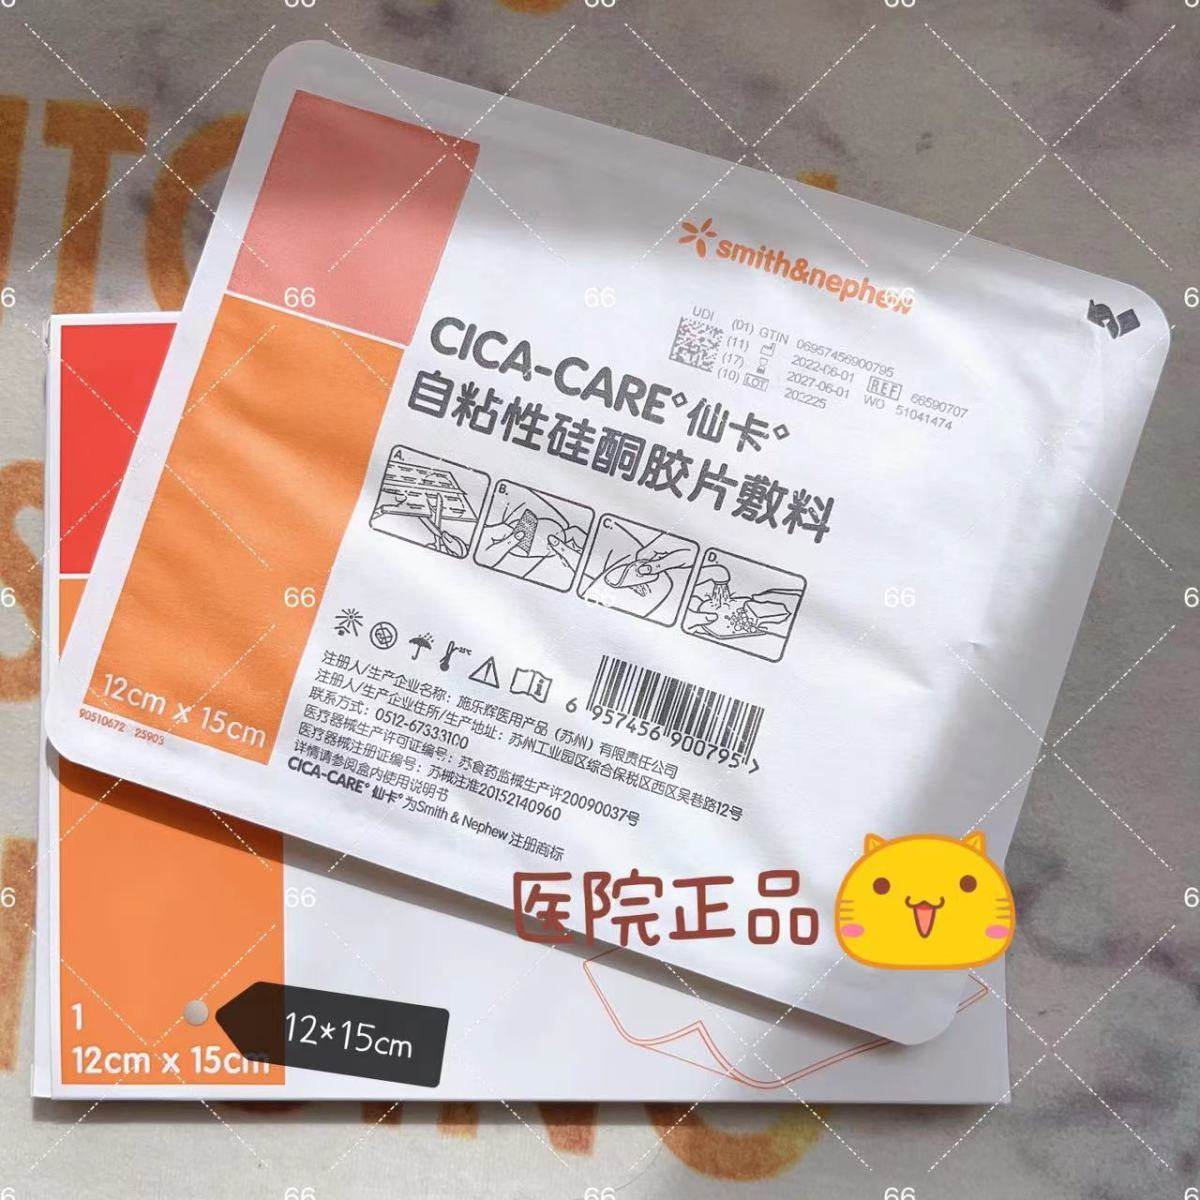 smith&nephew
UDI
(01) GTIN 06957456900795
(11) 2022-06-01 REF 66590707
(17) 2027-06-01 WO 51041474
(10) LOT 202225
CICA-CARE◇仙卡◇
自粘性硅酮胶片敷料
A.
B.
C.
D.
25℃
6 957456 900795 >
注册人/生产企业名称：施乐辉医用产品（苏州）有限责任公司
注册人/生产企业住所/生产地址：苏州工业园区综合保税区西区吴巷路12号
联系方式：0512-67333100
医疗器械生产许可证编号：苏食药监械生产许20090037号
医疗器械注册证编号：苏械注准20152140960
详情请参阅盒内使用说明书
CICA-CARE◇ 仙卡◇ 为Smith & Nephew 注册商标
12cm x 15cm
90510672 25903
医院正品
1
12cm x 15cm
12*15cm
66